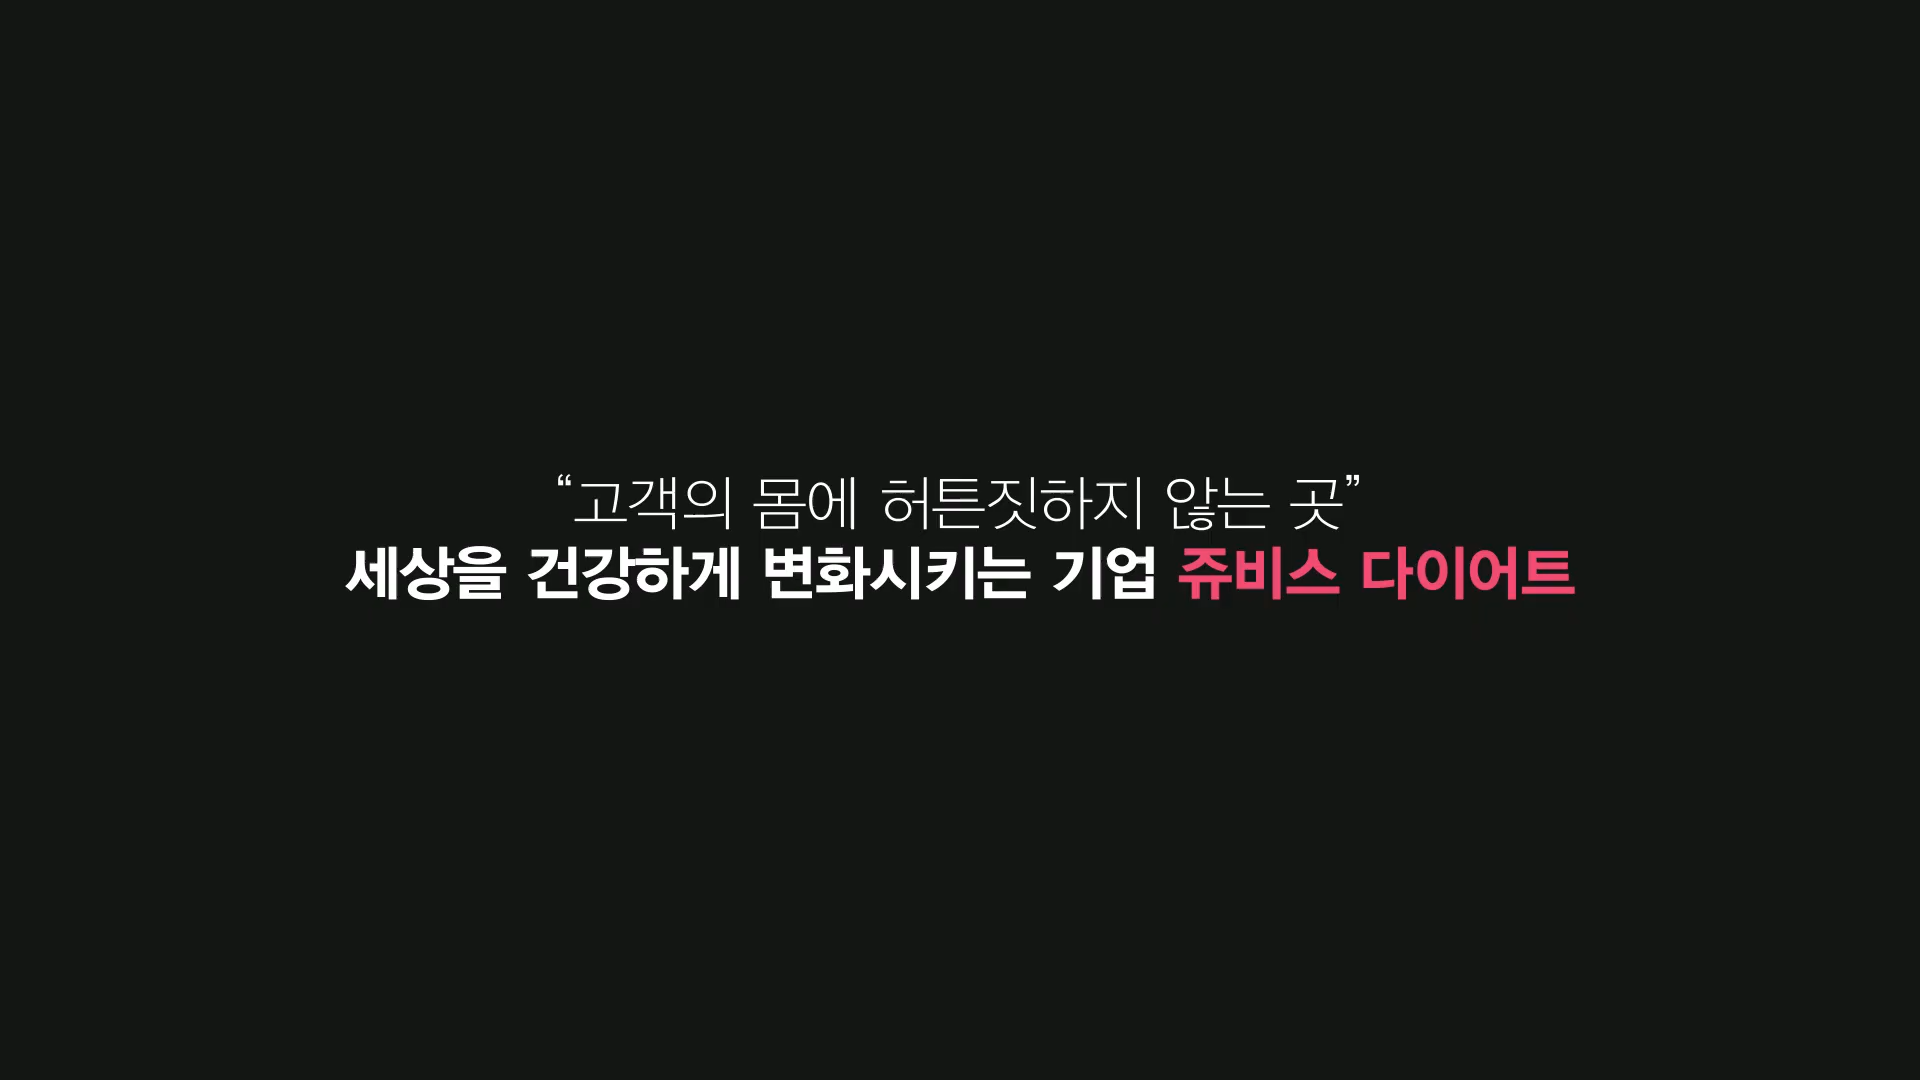 “고객의 몸에 허튼짓하지 않는 곳”
세상을 건강하게 변화시키는 기업 쥬비스 다이어트